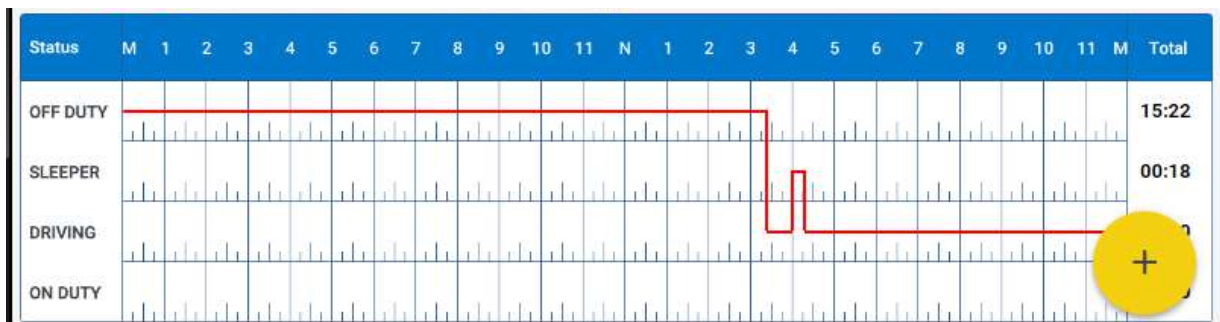 Status M 1 2 3 4 5 6 7 8 9 10 11 N 1 2 3 4 5 6 7 8 9 10 11 M Total
OFF DUTY 15:22
SLEEPER 00:18
DRIVING
ON DUTY
+